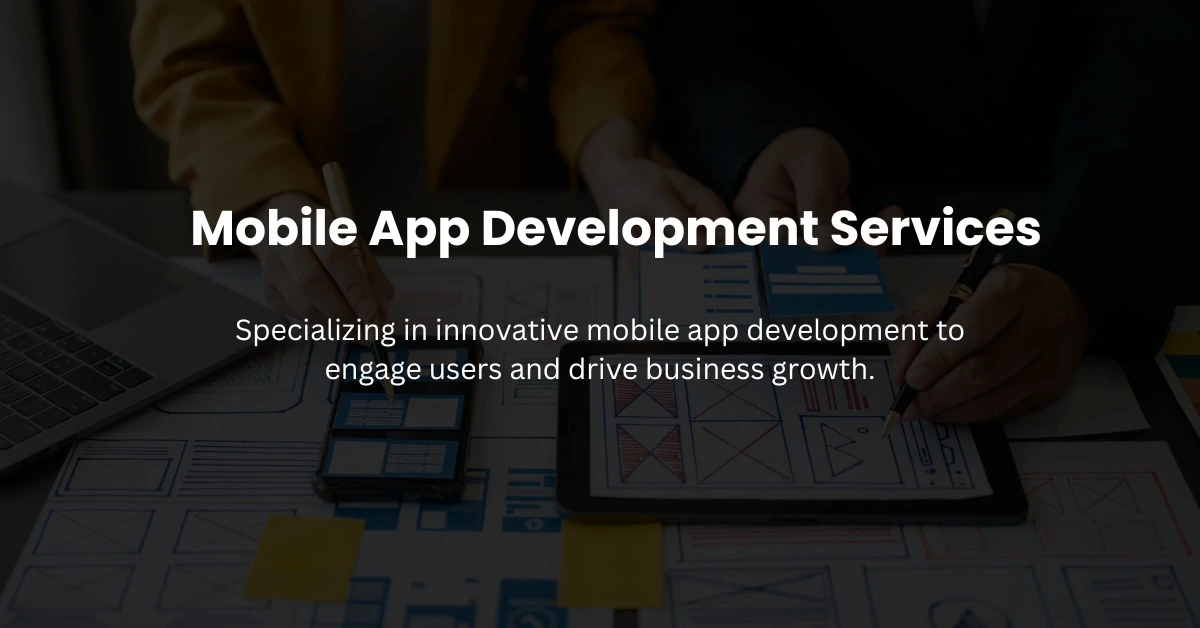 Mobile App Development Services
Specializing in innovative mobile app development to
engage users and drive business growth.